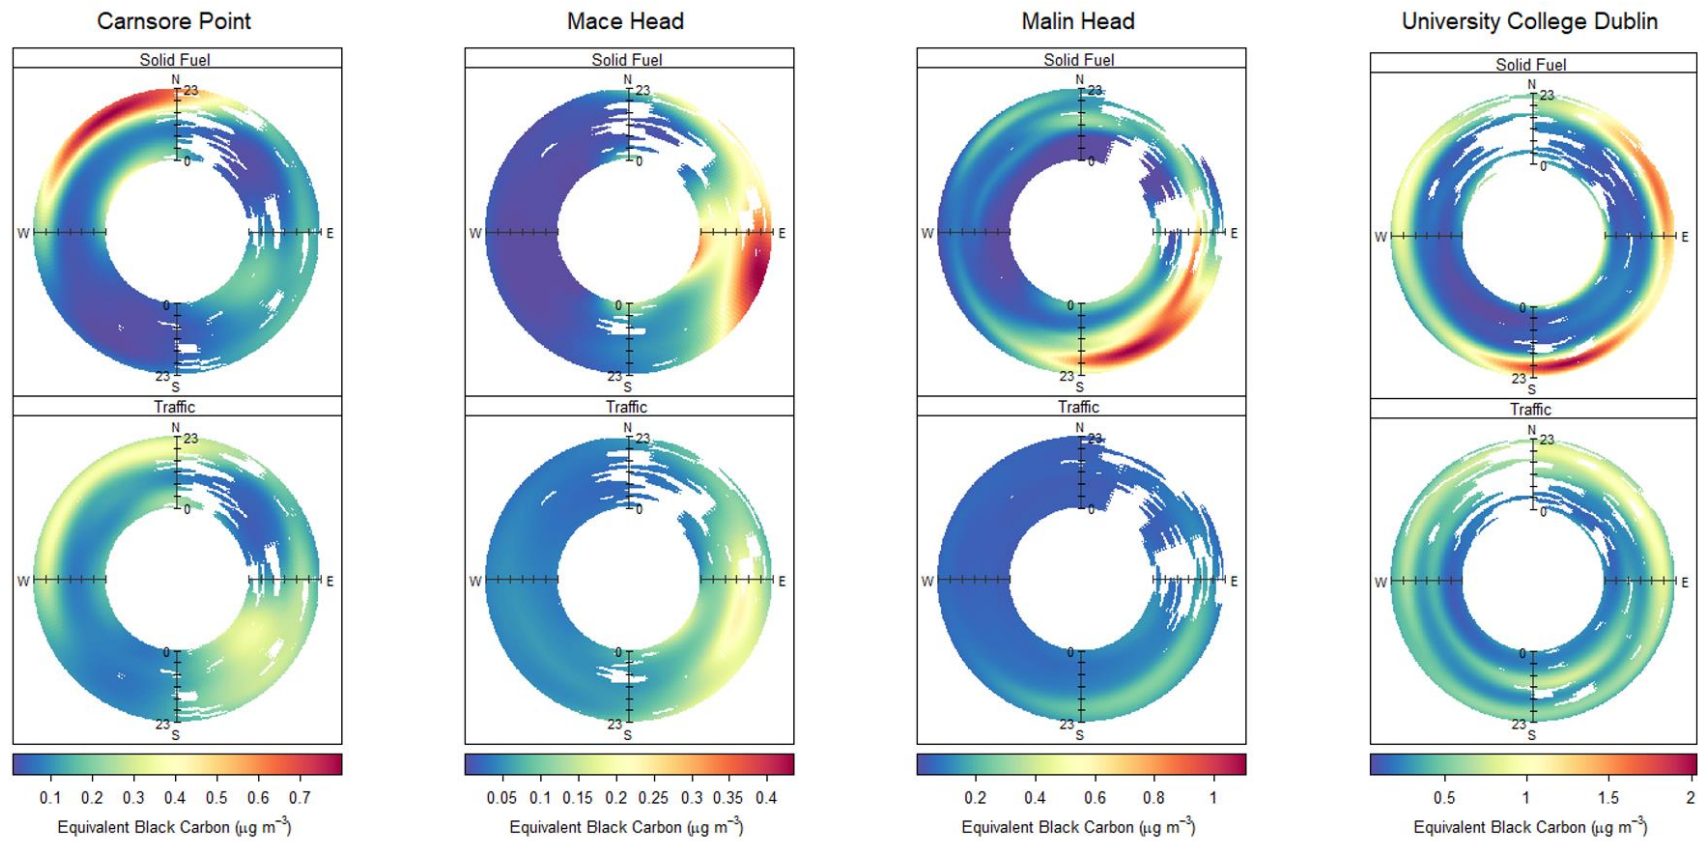 Carnsore Point
Mace Head
Malin Head
University College Dublin
Solid Fuel
Solid Fuel
Solid Fuel
Solid Fuel
N
23
0
W
E
0
23
S
N
23
0
W
E
0
23
S
N
23
0
W
E
0
23
S
N
23
0
W
E
0
23
S
Traffic
Traffic
Traffic
Traffic
N
23
0
W
E
0
23
S
N
23
0
W
E
0
23
S
N
23
0
W
E
0
23
S
N
23
0
W
E
0
23
S
0.1 0.2 0.3 0.4 0.5 0.6 0.7
0.05 0.1 0.15 0.2 0.25 0.3 0.35 0.4
0.2 0.4 0.6 0.8 1
0.5 1 1.5 2
Equivalent Black Carbon (μg m⁻³)
Equivalent Black Carbon (μg m⁻³)
Equivalent Black Carbon (μg m⁻³)
Equivalent Black Carbon (μg m⁻³)